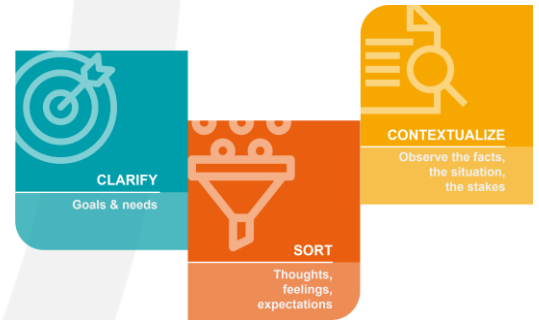 CLARIFY
Goals & needs
SORT
Thoughts,
feelings,
expectations
CONTEXTUALIZE
Observe the facts,
the situation,
the stakes